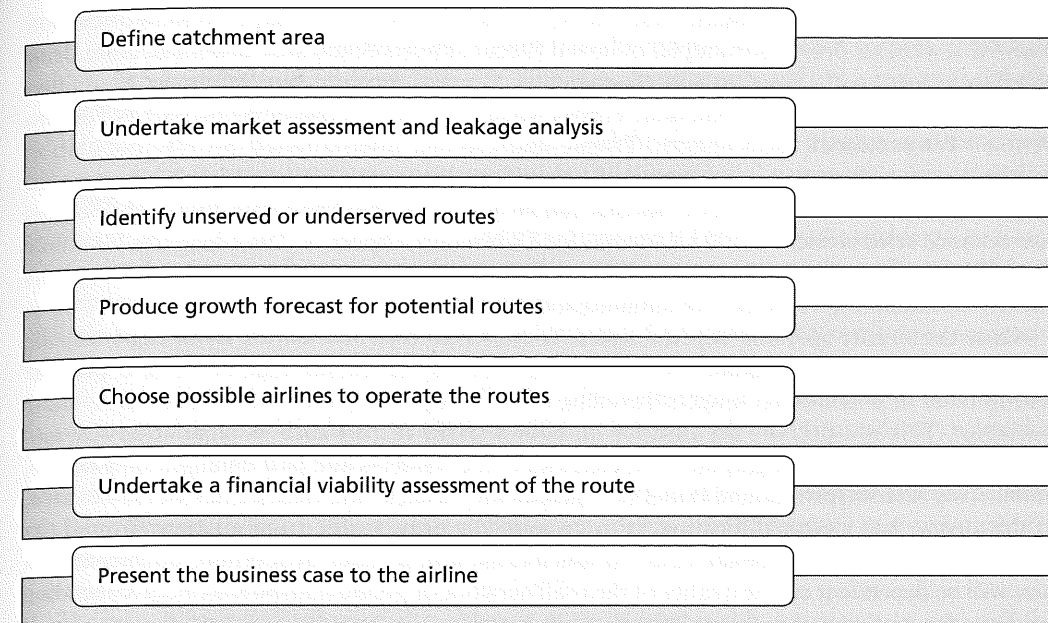 Define catchment area
Undertake market assessment and leakage analysis
Identify unserved or underserved routes
Produce growth forecast for potential routes
Choose possible airlines to operate the routes
Undertake a financial viability assessment of the route
Present the business case to the airline